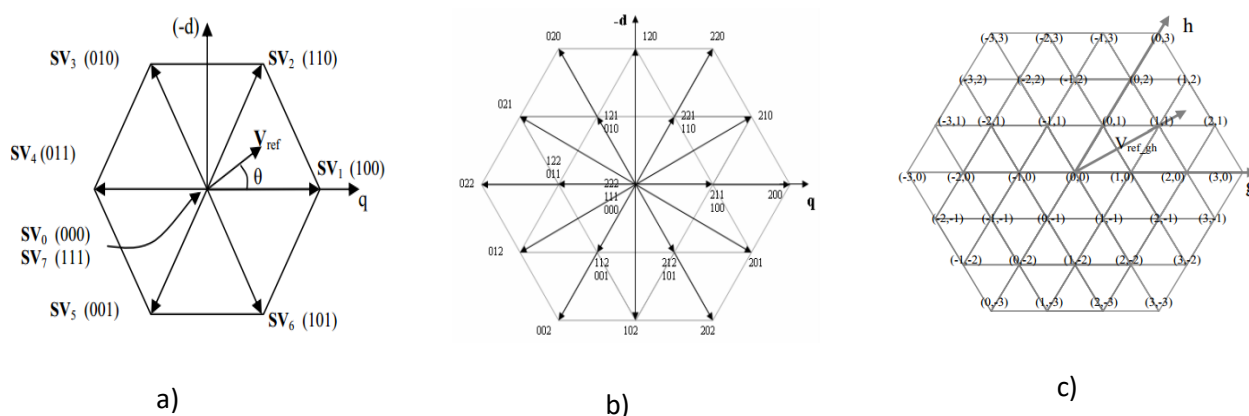 (-d)
SV3 (010)
SV2 (110)
Vref
SV4 (011)
θ
SV1 (100)
q
SV0 (000)
SV7 (111)
SV5 (001)
SV6 (101)
a)
-d
020
120
220
021
121
010
221
110
210
122
011
022
222
111
000
211
100
200
q
012
112
001
212
101
201
002
102
202
b)
h
(-3,3) (-2,3) (-1,3) (0,3)
(-3,2) (-2,2) (-1,2) (0,2) (1,2)
(-3,1) (-2,1) (-1,1) (0,1) (1,1) (2,1)
Vref_gh
(-3,0) (-2,0) (-1,0) (0,0) (1,0) (2,0) (3,0)
g
(-2,-1) (-1,-1) (0,-1) (1,-1) (2,-1) (3,-1)
(-1,-2) (0,-2) (1,-2) (2,-2) (3,-2)
(0,-3) (1,-3) (2,-3) (3,-3)
c)